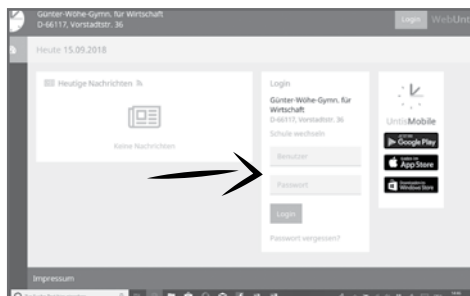 Günter-Wöhe-Gymn. für Wirtschaft
D-66117, Vorstadtstr. 36
Login
WebUnt
Heute 15.09.2018
Heutige Nachrichten
Keine Nachrichten
Login
Günter-Wöhe-Gymn. für
Wirtschaft
D-66117, Vorstadtstr. 36
Schule wechseln
Benutzer
Passwort
Login
Passwort vergessen?
UntisMobile
Google Play
App Store
Windows Store
Impressum